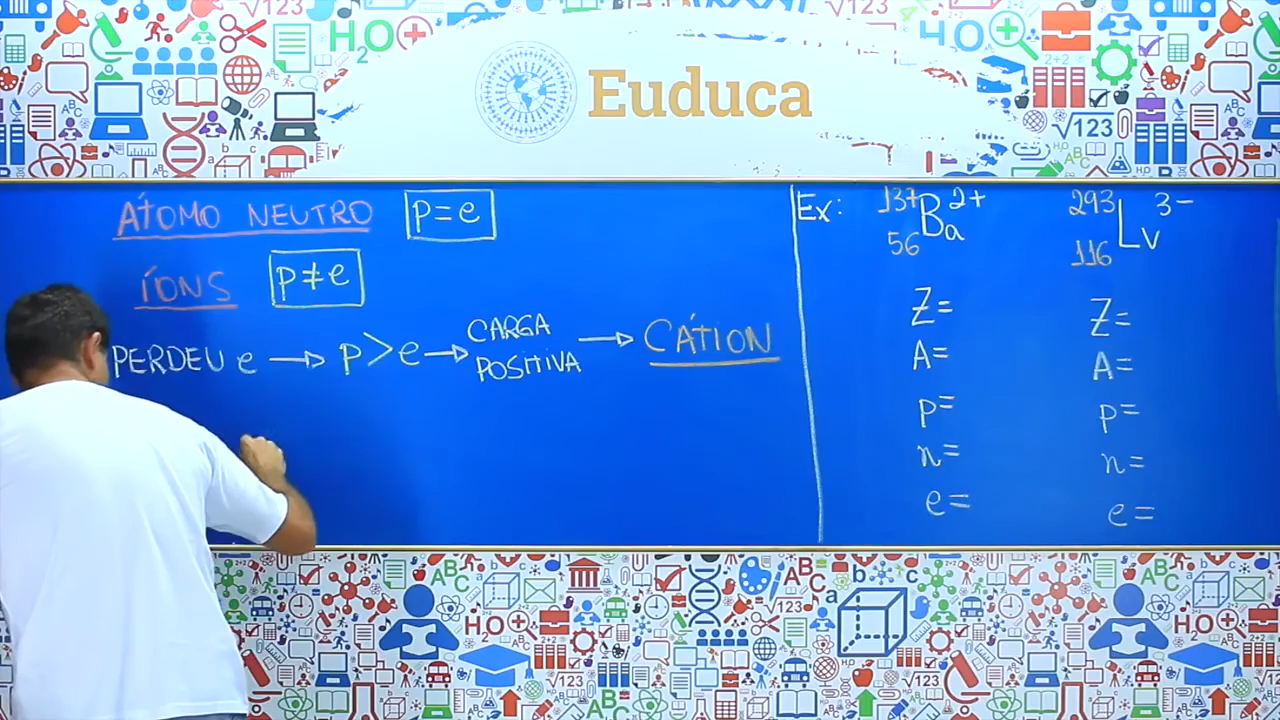 Euduca
ÁTOMO NEUTRO p=e
ÍONS p≠e
PERDEU e → p>e → CARGA POSITIVA → CÁTION
Ex: 137 56 Ba 2+ 293 116 Lv 3−
Z= Z=
A= A=
p= p=
n= n=
e= e=